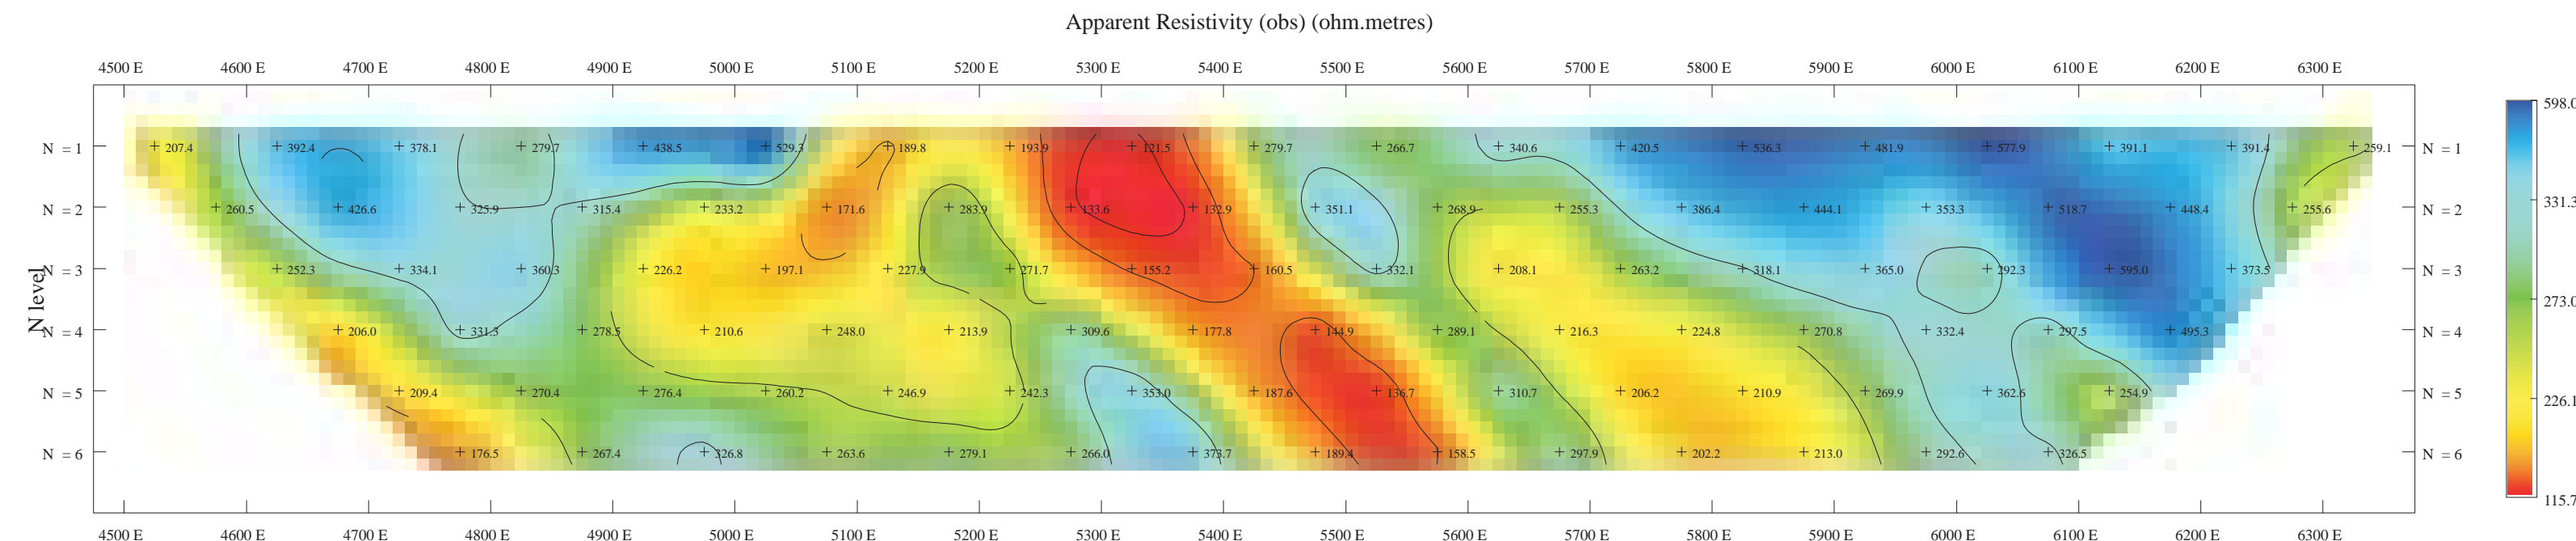 Apparent Resistivity (obs) (ohm.metres)
4500 E 4600 E 4700 E 4800 E 4900 E 5000 E 5100 E 5200 E 5300 E 5400 E 5500 E 5600 E 5700 E 5800 E 5900 E 6000 E 6100 E 6200 E 6300 E
598.0
N = 1 207.4 392.4 378.1 279.7 438.5 529.3 189.8 193.9 121.5 279.7 266.7 340.6 420.5 536.3 481.9 577.9 391.1 391.4 259.1 N = 1
N = 2 260.5 426.6 325.9 315.4 233.2 171.6 283.9 133.6 132.9 351.1 268.9 255.3 386.4 444.1 353.3 518.7 448.4 255.6 N = 2
331.3
N level
N = 3 252.3 334.1 360.3 226.2 197.1 227.9 271.7 155.2 160.5 332.1 208.1 263.2 318.1 365.0 292.3 595.0 373.5 N = 3
273.0
N = 4 206.0 331.3 278.5 210.6 248.0 213.9 309.6 177.8 144.9 289.1 216.3 224.8 270.8 332.4 297.5 495.3 N = 4
N = 5 209.4 270.4 276.4 260.2 246.9 242.3 353.0 187.6 136.7 310.7 206.2 210.9 269.9 362.6 254.9 N = 5
226.1
N = 6 176.5 267.4 326.8 263.6 279.1 266.0 373.7 189.4 158.5 297.9 202.2 213.0 292.6 326.5 N = 6
115.7
4500 E 4600 E 4700 E 4800 E 4900 E 5000 E 5100 E 5200 E 5300 E 5400 E 5500 E 5600 E 5700 E 5800 E 5900 E 6000 E 6100 E 6200 E 6300 E